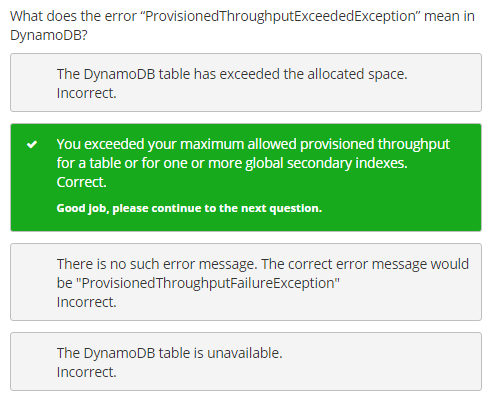 What does the error “ProvisionedThroughputExceededException” mean in
DynamoDB?
The DynamoDB table has exceeded the allocated space.
Incorrect.
You exceeded your maximum allowed provisioned throughput
for a table or for one or more global secondary indexes.
Correct.
Good job, please continue to the next question.
There is no such error message. The correct error message would
be "ProvisionedThroughputFailureException"
Incorrect.
The DynamoDB table is unavailable.
Incorrect.